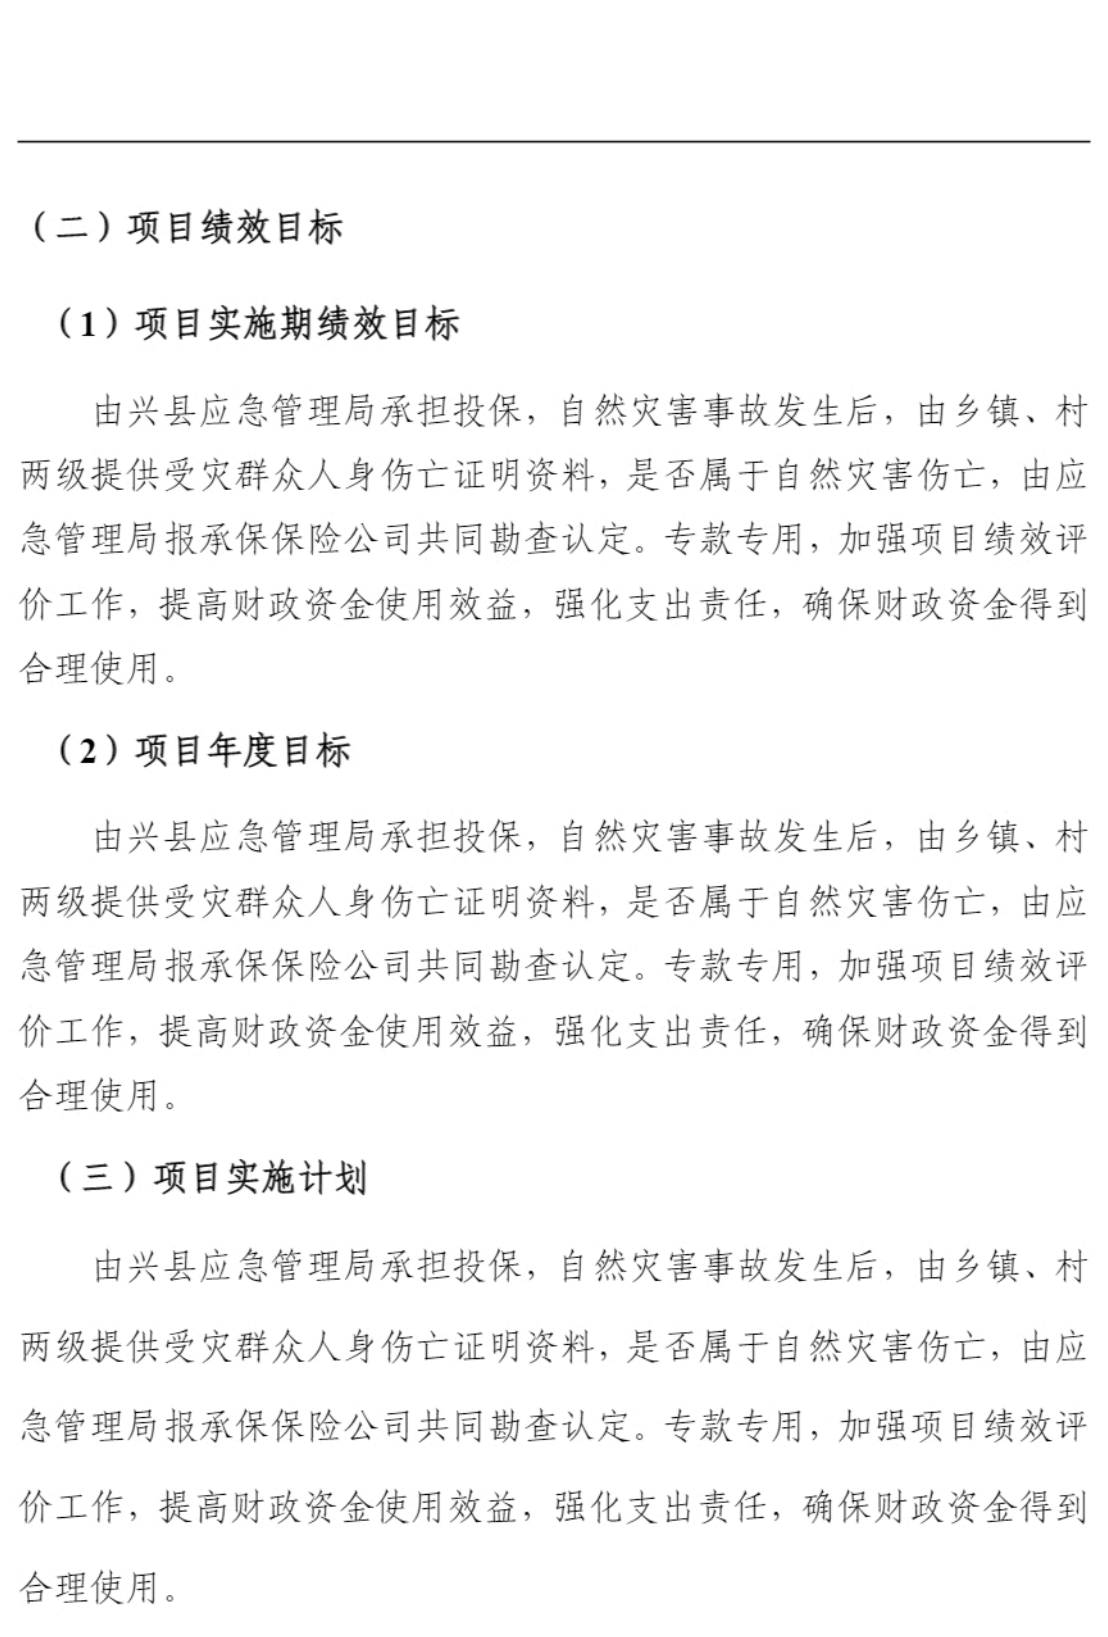 （二）项目绩效目标
（1）项目实施期绩效目标
由兴县应急管理局承担投保，自然灾害事故发生后，由乡镇、村
两级提供受灾群众人身伤亡证明资料，是否属于自然灾害伤亡，由应
急管理局报承保保险公司共同勘查认定。专款专用，加强项目绩效评
价工作，提高财政资金使用效益，强化支出责任，确保财政资金得到
合理使用。
（2）项目年度目标
由兴县应急管理局承担投保，自然灾害事故发生后，由乡镇、村
两级提供受灾群众人身伤亡证明资料，是否属于自然灾害伤亡，由应
急管理局报承保保险公司共同勘查认定。专款专用，加强项目绩效评
价工作，提高财政资金使用效益，强化支出责任，确保财政资金得到
合理使用。
（三）项目实施计划
由兴县应急管理局承担投保，自然灾害事故发生后，由乡镇、村
两级提供受灾群众人身伤亡证明资料，是否属于自然灾害伤亡，由应
急管理局报承保保险公司共同勘查认定。专款专用，加强项目绩效评
价工作，提高财政资金使用效益，强化支出责任，确保财政资金得到
合理使用。